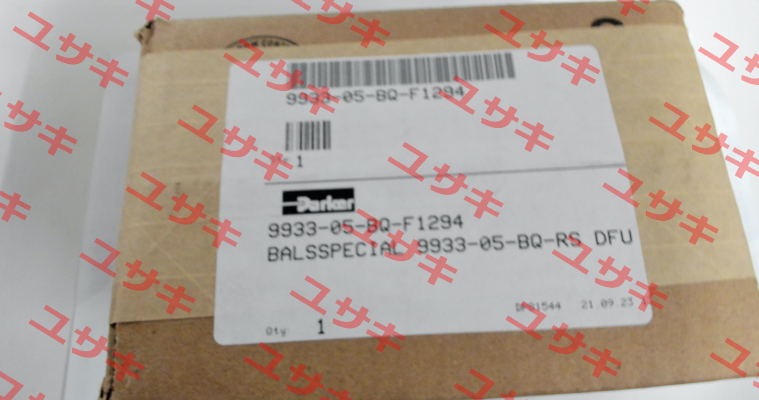 9933-05-BQ-F1294
1
Parker
9933-05-BQ-F1294
BALSSPECIAL 9933-05-BQ-RS DFU
21.09.23
Qty 1
ユサキ